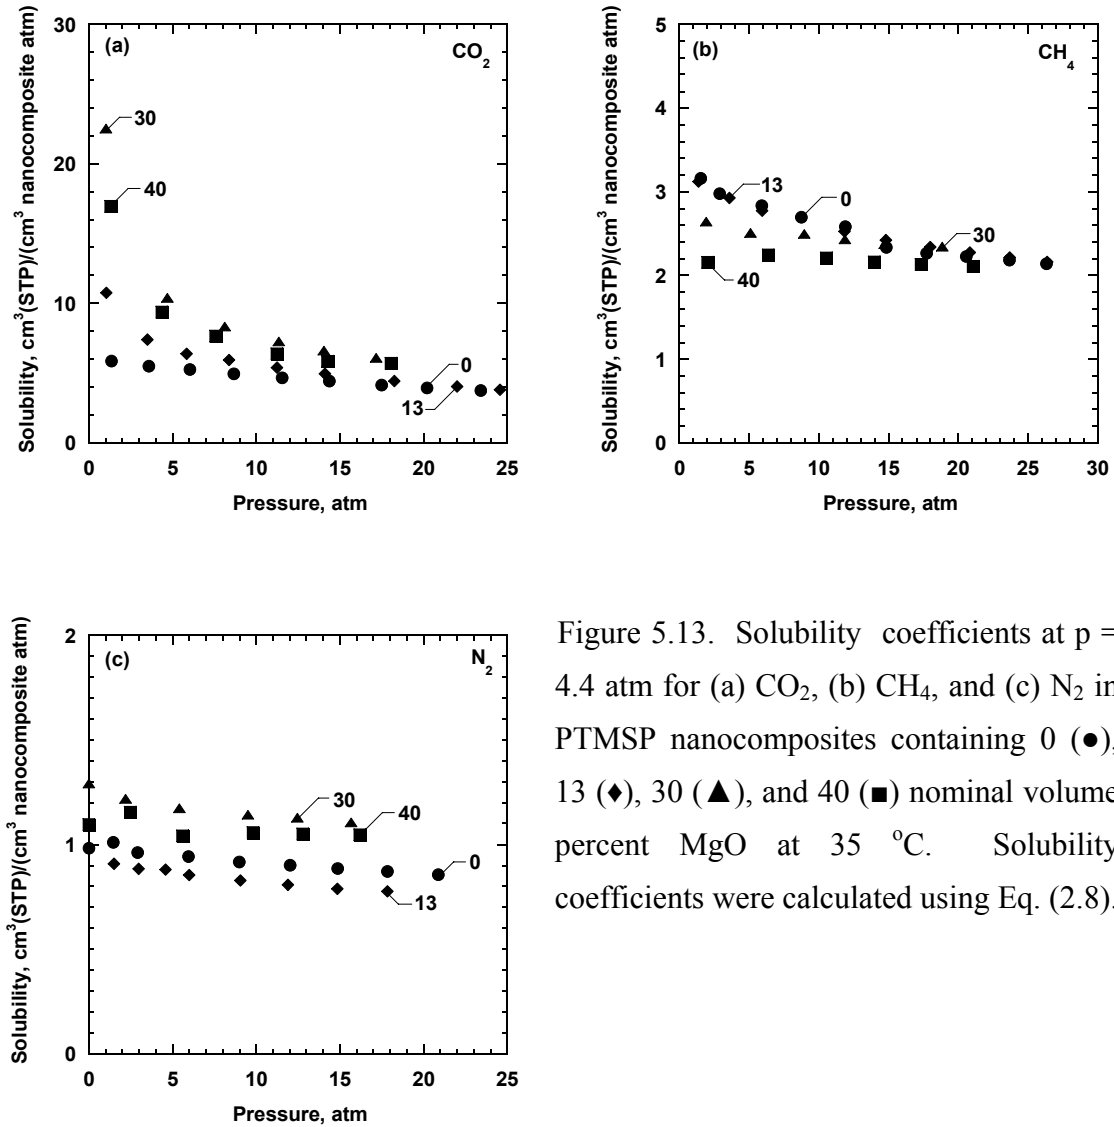 (a)
CO2
30
40
0
13
30
20
10
0
0 5 10 15 20 25
Pressure, atm
Solubility, cm3(STP)/(cm3 nanocomposite atm)
(b)
CH4
13
0
30
40
5
4
3
2
1
0
0 5 10 15 20 25 30
Pressure, atm
Solubility, cm3(STP)/(cm3 nanocomposite atm)
(c)
N2
30
40
0
13
2
1
0
0 5 10 15 20 25
Pressure, atm
Solubility, cm3(STP)/(cm3 nanocomposite atm)
Figure 5.13. Solubility coefficients at p =
4.4 atm for (a) CO2, (b) CH4, and (c) N2 in
PTMSP nanocomposites containing 0 (●),
13 (♦), 30 (▲), and 40 (■) nominal volume
percent MgO at 35 °C. Solubility
coefficients were calculated using Eq. (2.8).